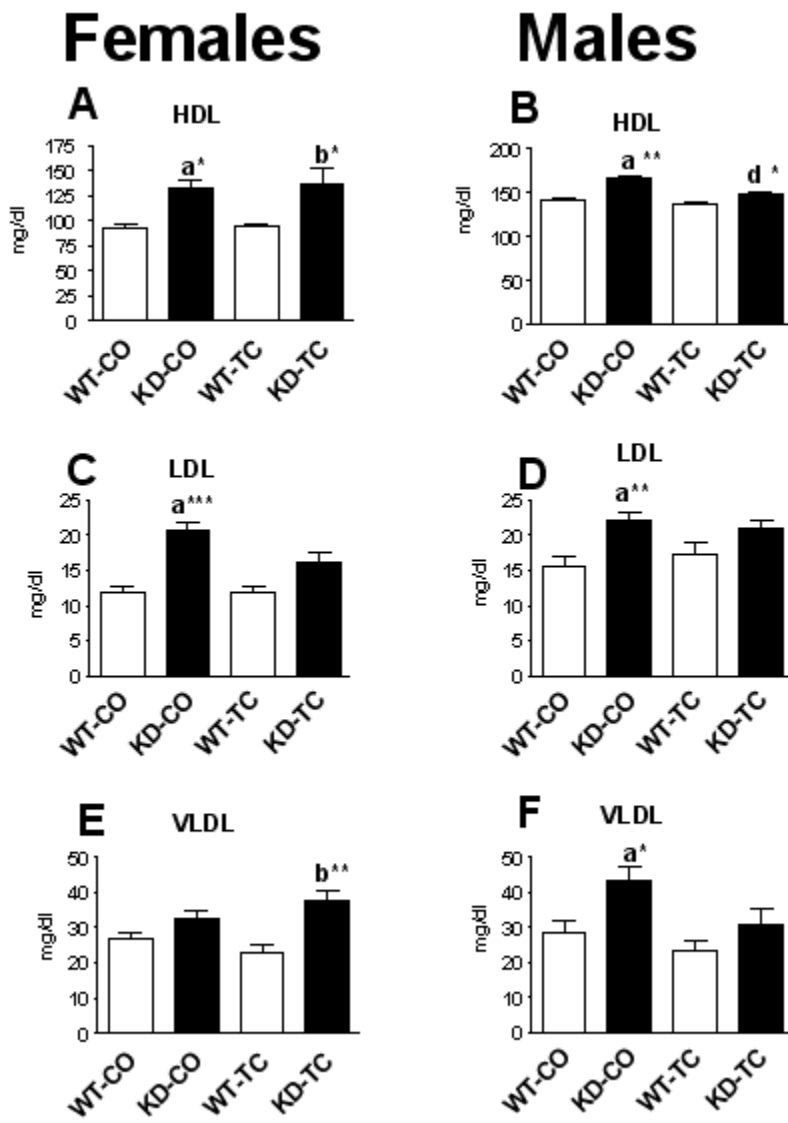 Females Males
A HDL
175
150
125
100
75
50
25
0
mg/dl
a*
b*
WT-CO KD-CO WT-TC KD-TC
B HDL
200
150
100
50
0
mg/dl
a **
d *
WT-CO KD-CO WT-TC KD-TC
C LDL
25
20
15
10
5
0
mg/dl
a***
WT-CO KD-CO WT-TC KD-TC
D LDL
25
20
15
10
5
0
mg/dl
a**
WT-CO KD-CO WT-TC KD-TC
E VLDL
50
40
30
20
10
0
mg/dl
b**
WT-CO KD-CO WT-TC KD-TC
F VLDL
50
40
30
20
10
0
mg/dl
a*
WT-CO KD-CO WT-TC KD-TC